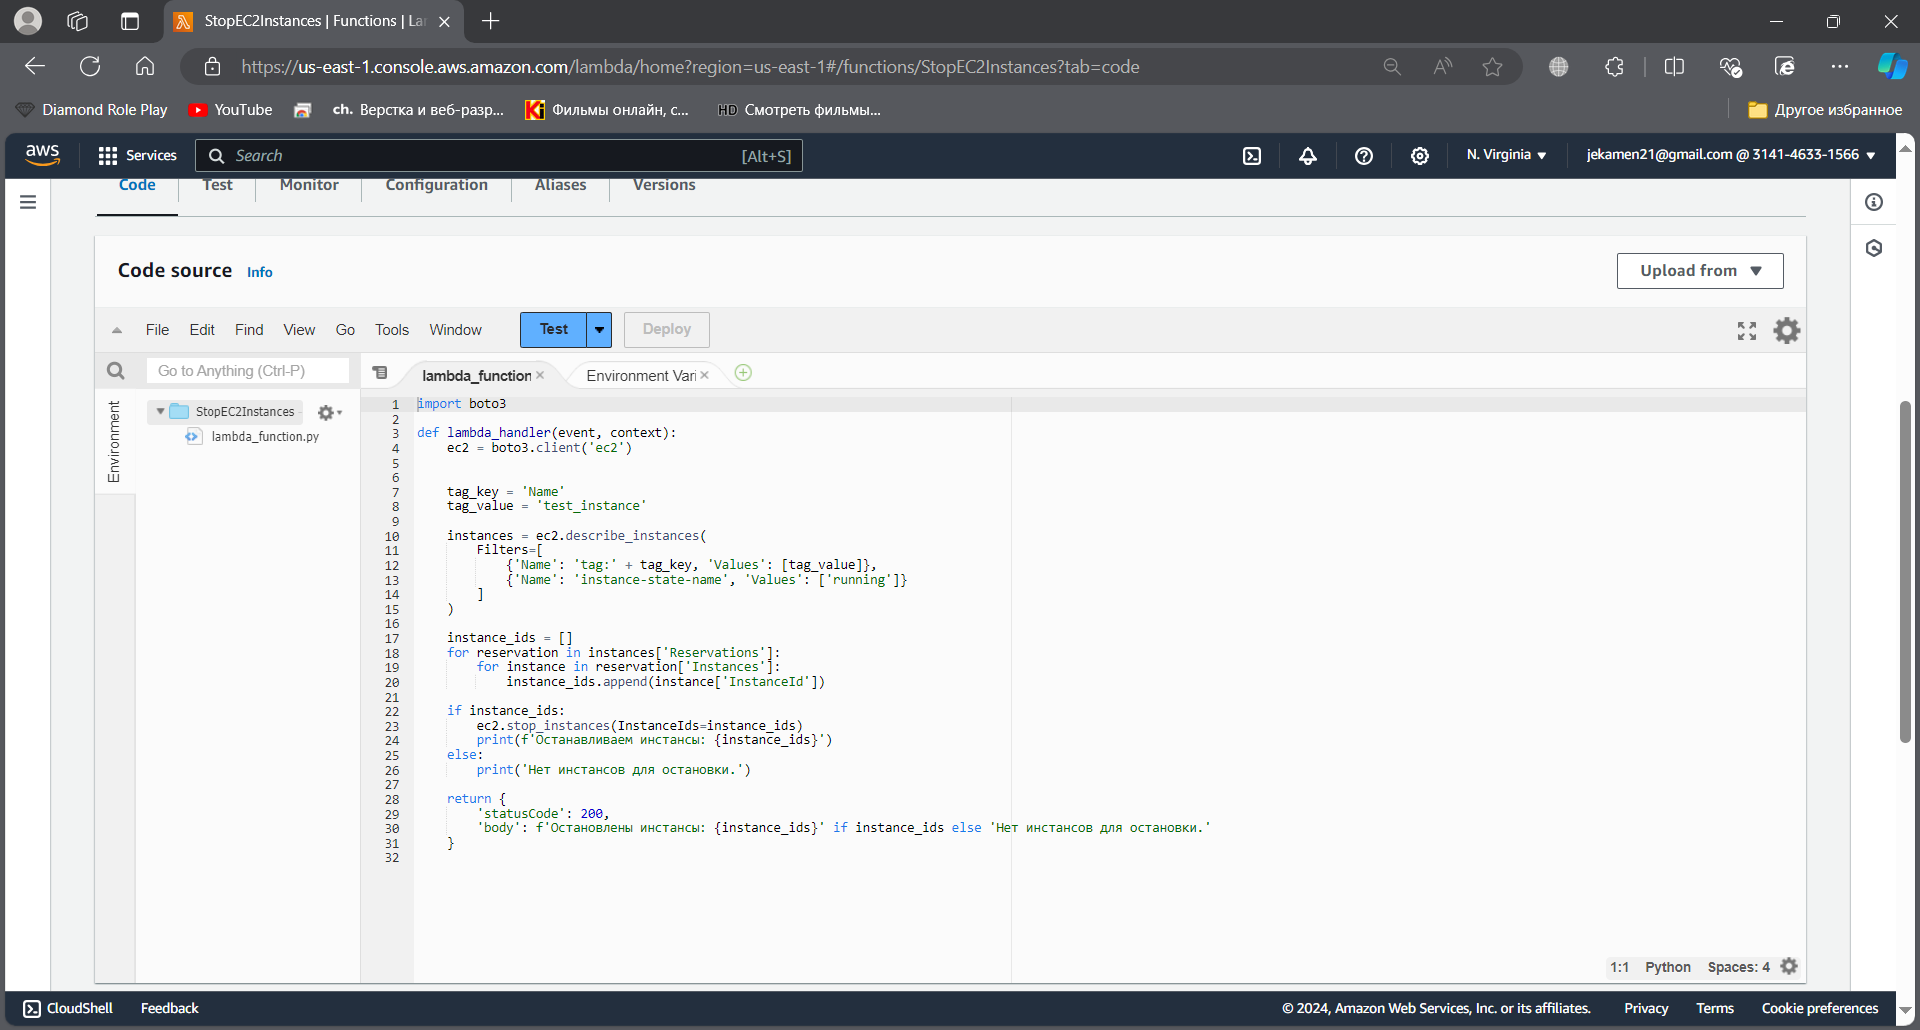 StopEC2Instances | Functions | La
https://us-east-1.console.aws.amazon.com/lambda/home?region=us-east-1#/functions/StopEC2Instances?tab=code
Diamond Role Play YouTube ch. Верстка и веб-разр... Фильмы онлайн, с... HD Смотреть фильмы... Другое избранное
aws Services Search [Alt+S] N. Virginia jekamen21@gmail.com @ 3141-4633-1566
Code Test Monitor Configuration Aliases Versions
Code source Info Upload from
File Edit Find View Go Tools Window Test Deploy
Go to Anything (Ctrl-P) lambda_function Environment Vari
Environment
StopEC2Instances
lambda_function.py
1 import boto3
2
3 def lambda_handler(event, context):
4 ec2 = boto3.client('ec2')
5
6
7 tag_key = 'Name'
8 tag_value = 'test_instance'
9
10 instances = ec2.describe_instances(
11 Filters=[
12 {'Name': 'tag:' + tag_key, 'Values': [tag_value]},
13 {'Name': 'instance-state-name', 'Values': ['running']}
14 ]
15 )
16
17 instance_ids = []
18 for reservation in instances['Reservations']:
19 for instance in reservation['Instances']:
20 instance_ids.append(instance['InstanceId'])
21
22 if instance_ids:
23 ec2.stop_instances(InstanceIds=instance_ids)
24 print(f'Останавливаем инстансы: {instance_ids}')
25 else:
26 print('Нет инстансов для остановки.')
27
28 return {
29 'statusCode': 200,
30 'body': f'Остановлены инстансы: {instance_ids}' if instance_ids else 'Нет инстансов для остановки.'
31 }
32
1:1 Python Spaces: 4
CloudShell Feedback © 2024, Amazon Web Services, Inc. or its affiliates. Privacy Terms Cookie preferences